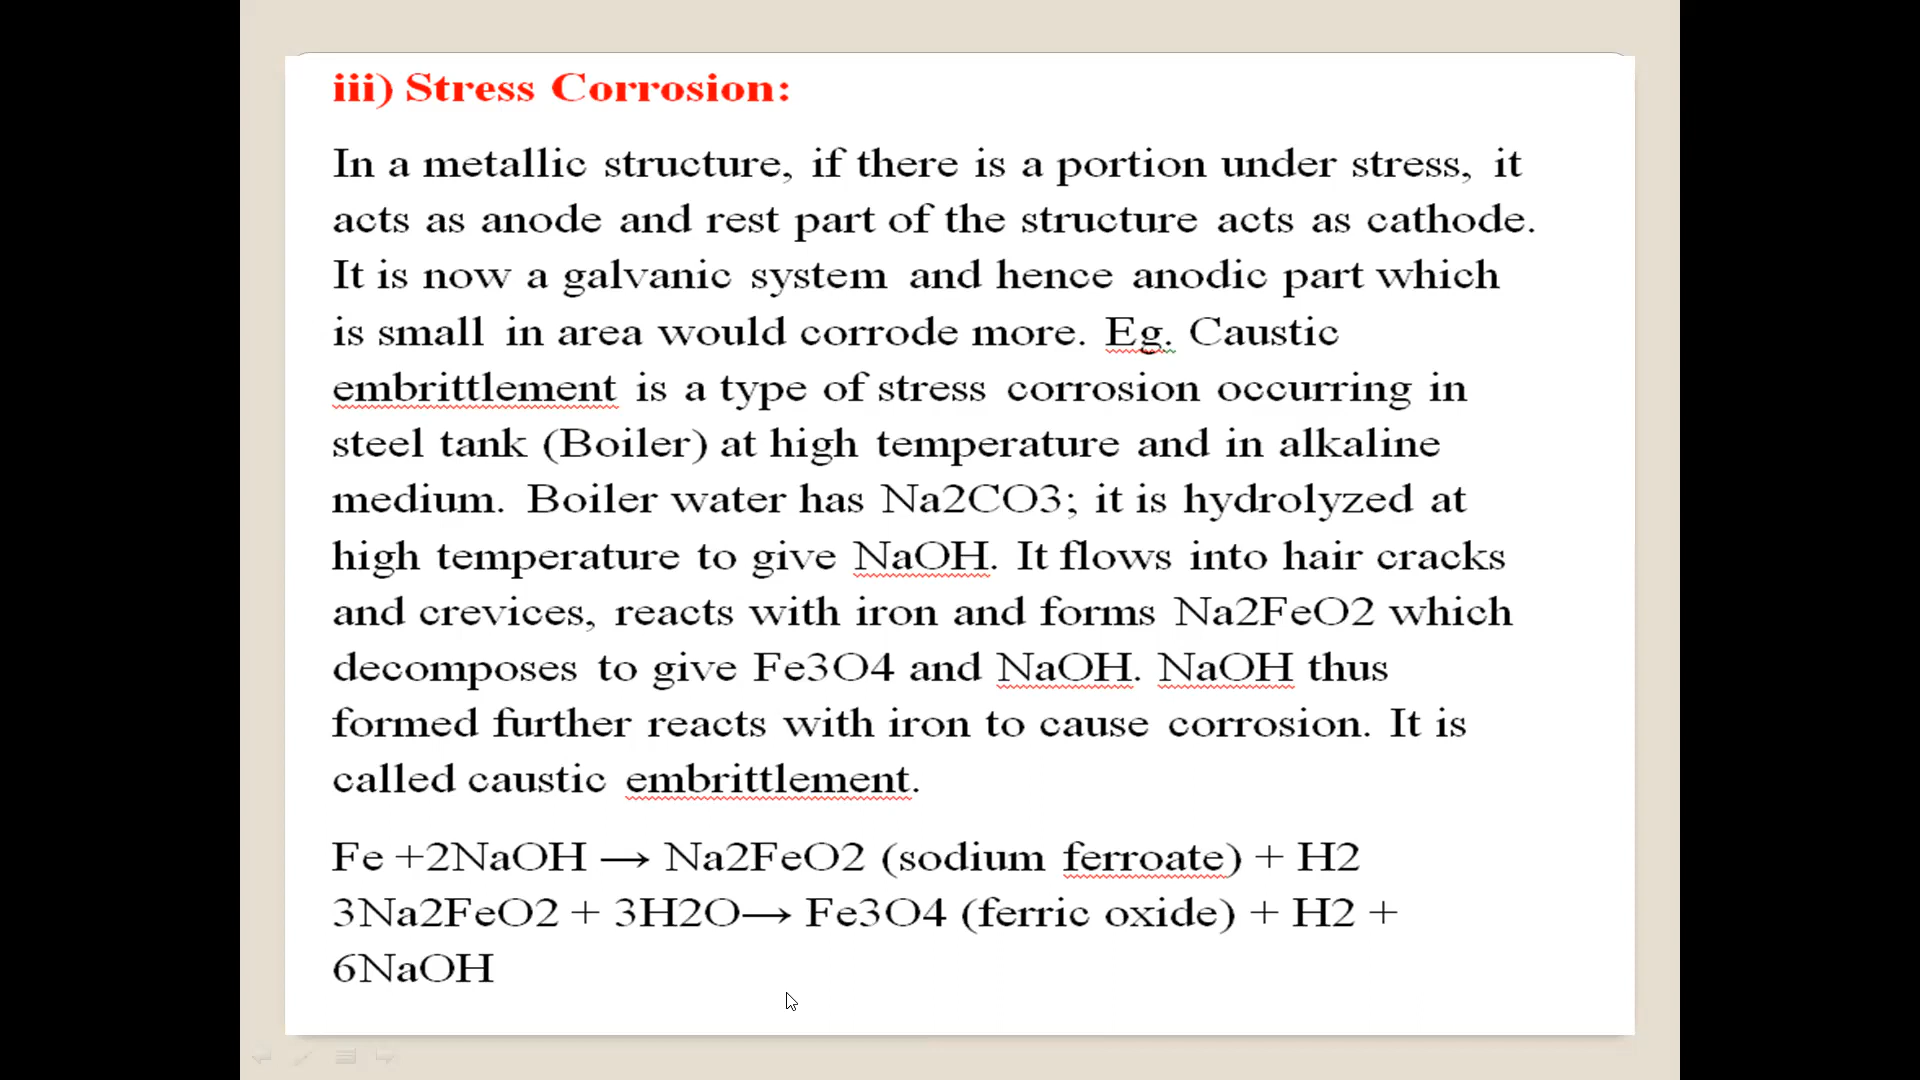 iii) Stress Corrosion:
In a metallic structure, if there is a portion under stress, it
acts as anode and rest part of the structure acts as cathode.
It is now a galvanic system and hence anodic part which
is small in area would corrode more. Eg. Caustic
embrittlement is a type of stress corrosion occurring in
steel tank (Boiler) at high temperature and in alkaline
medium. Boiler water has Na2CO3; it is hydrolyzed at
high temperature to give NaOH. It flows into hair cracks
and crevices, reacts with iron and forms Na2FeO2 which
decomposes to give Fe3O4 and NaOH. NaOH thus
formed further reacts with iron to cause corrosion. It is
called caustic embrittlement.
Fe +2NaOH → Na2FeO2 (sodium ferroate) + H2
3Na2FeO2 + 3H2O→ Fe3O4 (ferric oxide) + H2 +
6NaOH